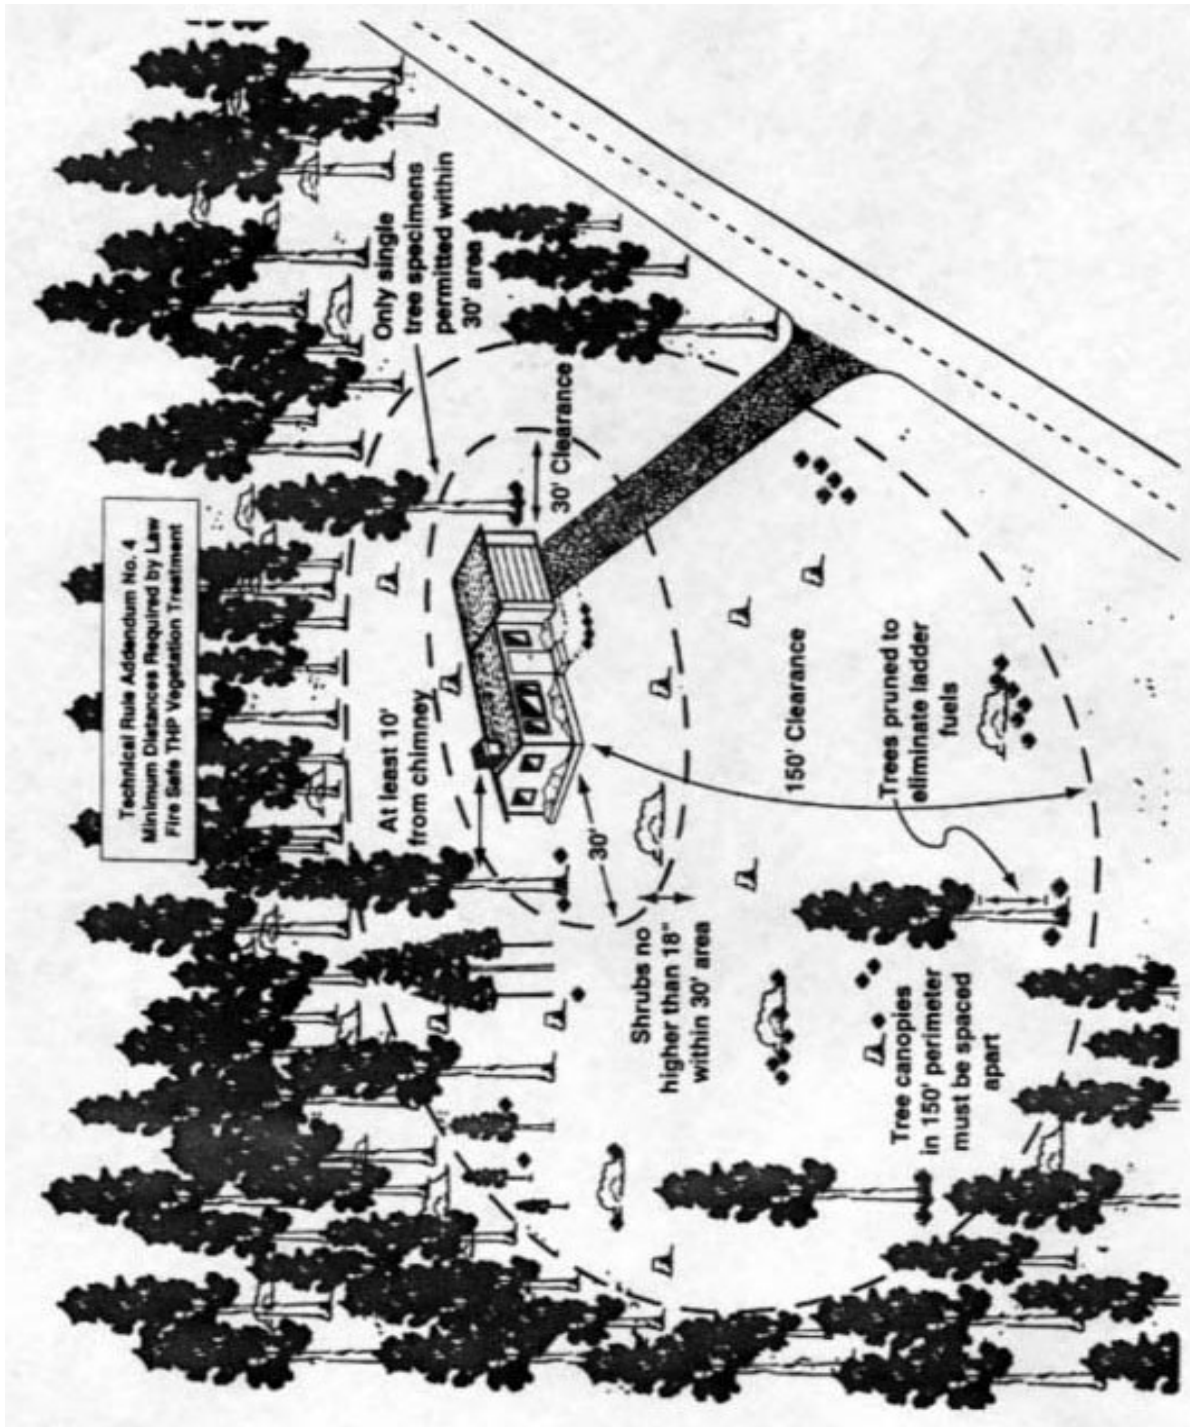 Technical Rule Addendum No. 4
Minimum Distances Required by Law
Fire Safe THP Vegetation Treatment
Only single
tree specimens
permitted within
30' area
At least 10'
from chimney
30' Clearance
30'
Shrubs no
higher than 18"
within 30' area
150' Clearance
Trees pruned to
eliminate ladder
fuels
Tree canopies
in 150' perimeter
must be spaced
apart